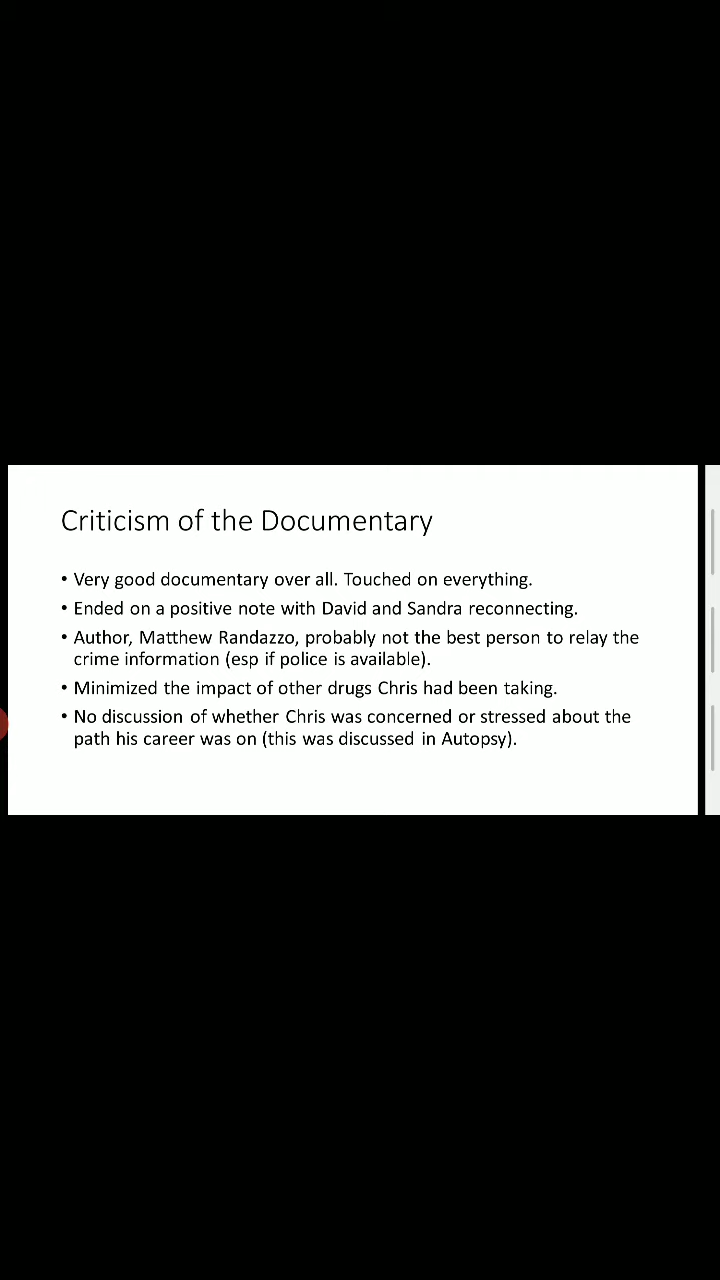 Criticism of the Documentary
• Very good documentary over all. Touched on everything.
• Ended on a positive note with David and Sandra reconnecting.
• Author, Matthew Randazzo, probably not the best person to relay the
crime information (esp if police is available).
• Minimized the impact of other drugs Chris had been taking.
• No discussion of whether Chris was concerned or stressed about the
path his career was on (this was discussed in Autopsy).